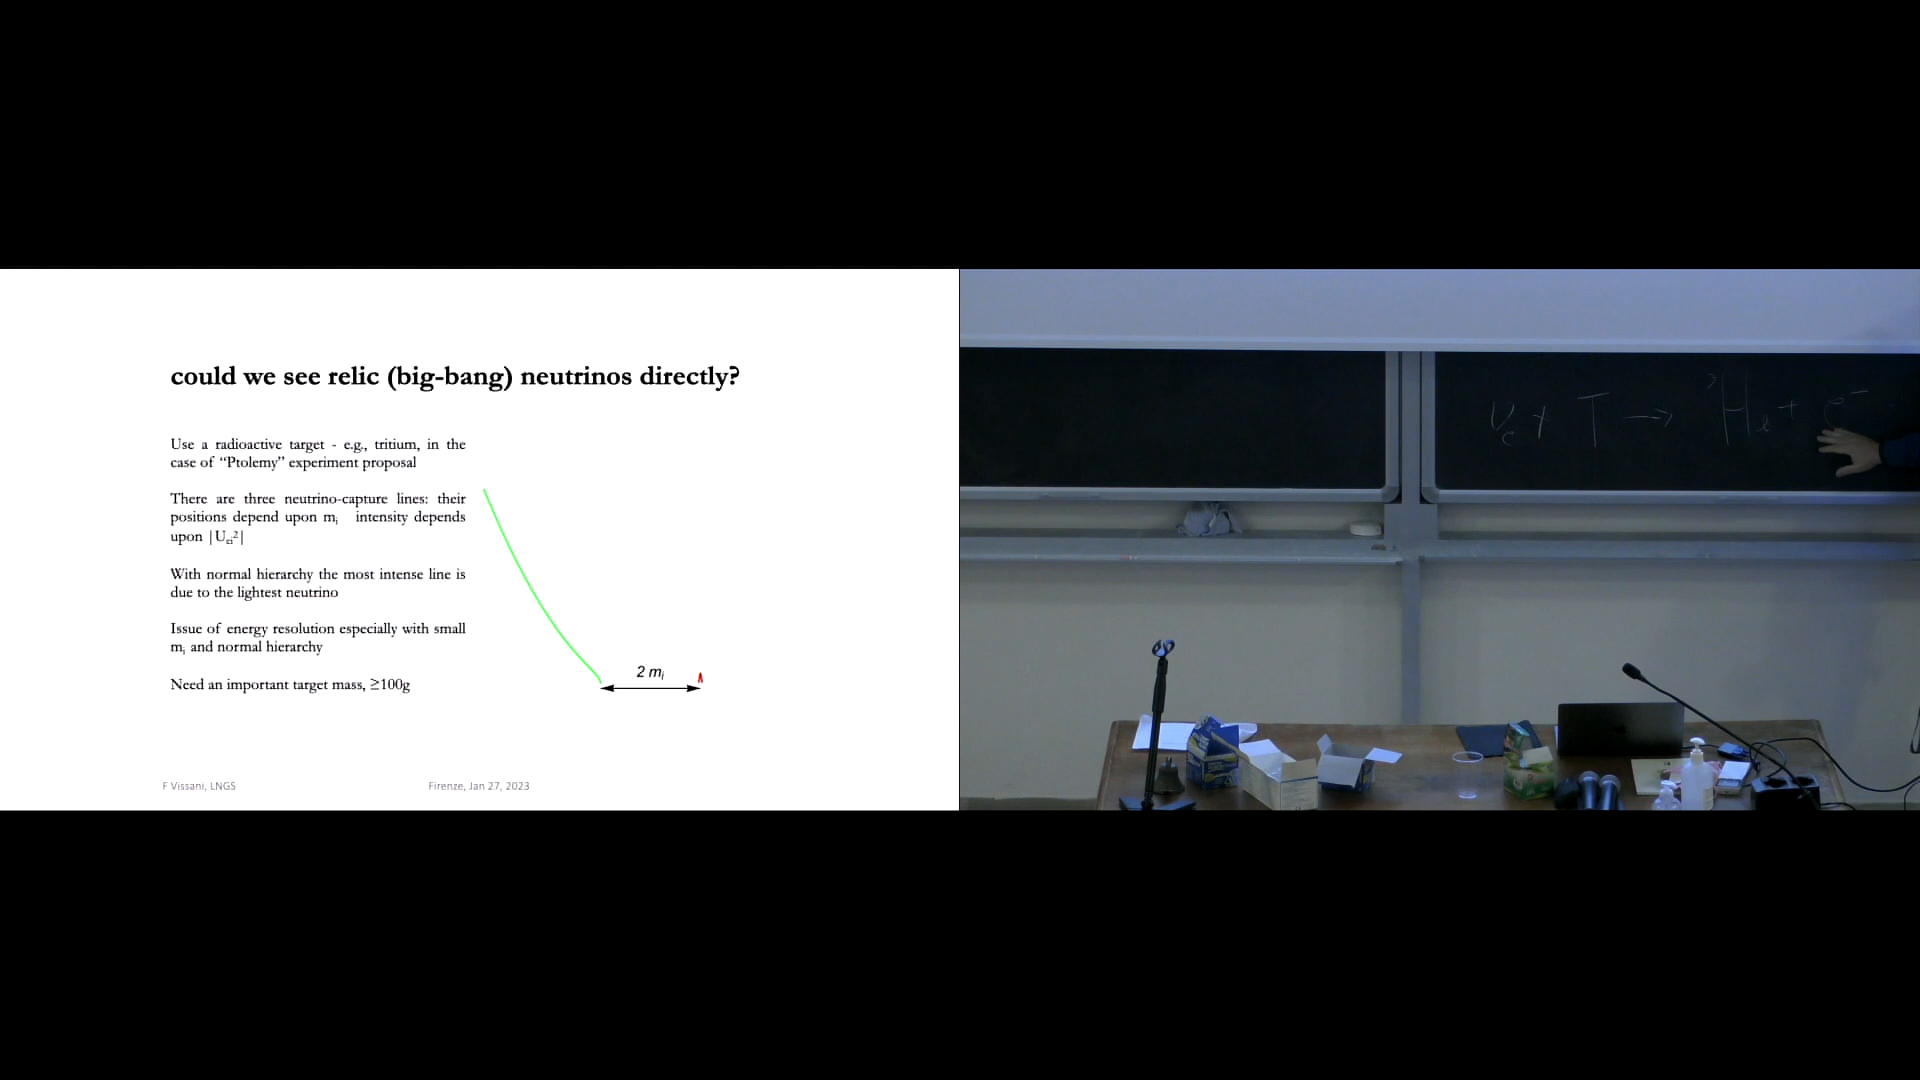 could we see relic (big-bang) neutrinos directly?
Use a radioactive target - e.g., tritium, in the
case of “Ptolemy” experiment proposal
There are three neutrino-capture lines: their
positions depend upon mᵢ intensity depends
upon |Uₑᵢ²|
With normal hierarchy the most intense line is
due to the lightest neutrino
Issue of energy resolution especially with small
mᵢ and normal hierarchy
Need an important target mass, ≥100g
2 mᵢ
F Vissani, LNGS
Firenze, Jan 27, 2023
νₑ + T → ³He + e⁻